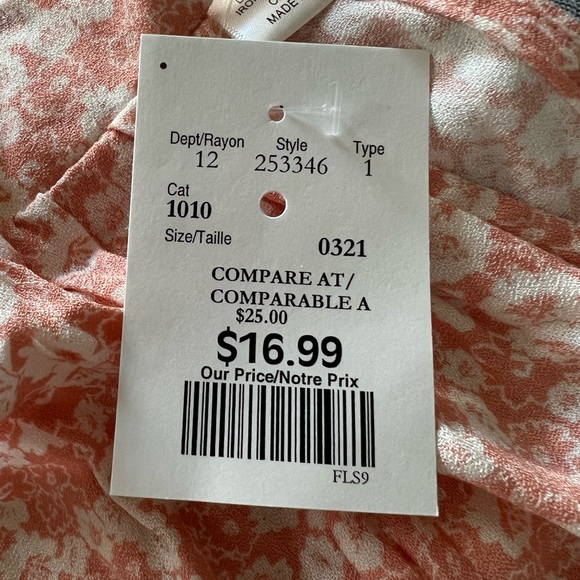 IRON
MADE
Dept/Rayon Style Type
12 253346 1
Cat
1010
Size/Taille 0321
COMPARE AT/
COMPARABLE A
$25.00
$16.99
Our Price/Notre Prix
FLS9